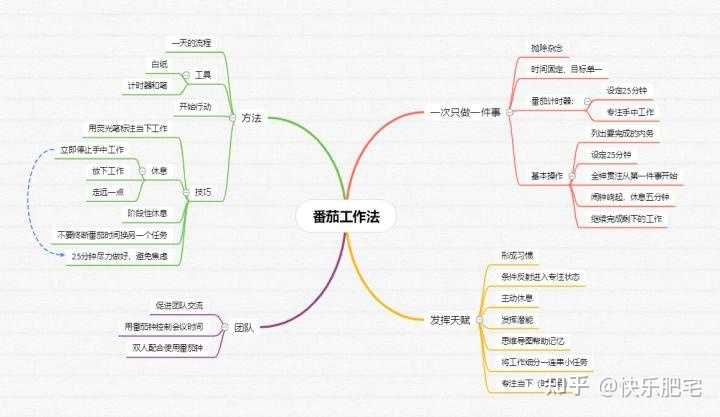 番茄工作法
一次只做一件事
抛除杂念
时间固定，目标单一
番茄计时器：
设定25分钟
专注手中工作
基本操作
列出要完成的内务
设定25分钟
全神贯注从第一件事开始
闹钟响起，休息五分钟
继续完成剩下的工作
发挥天赋
形成习惯
条件反射进入专注状态
主动休息
发挥潜能
思维导图帮助记忆
将工作细分一连串小任务
专注当下（时间是）
方法
一天的流程
工具
白纸
计时器和笔
开始行动
技巧
用荧光笔标注当下工作
休息
立即停止手中工作
放下工作
走远一点
阶段性休息
不要终断番茄时间换另一个任务
25分钟尽力做好，避免焦虑
团队
促进团队交流
用番茄钟控制会议时间
双人配合使用番茄钟
知乎 @快乐肥宅